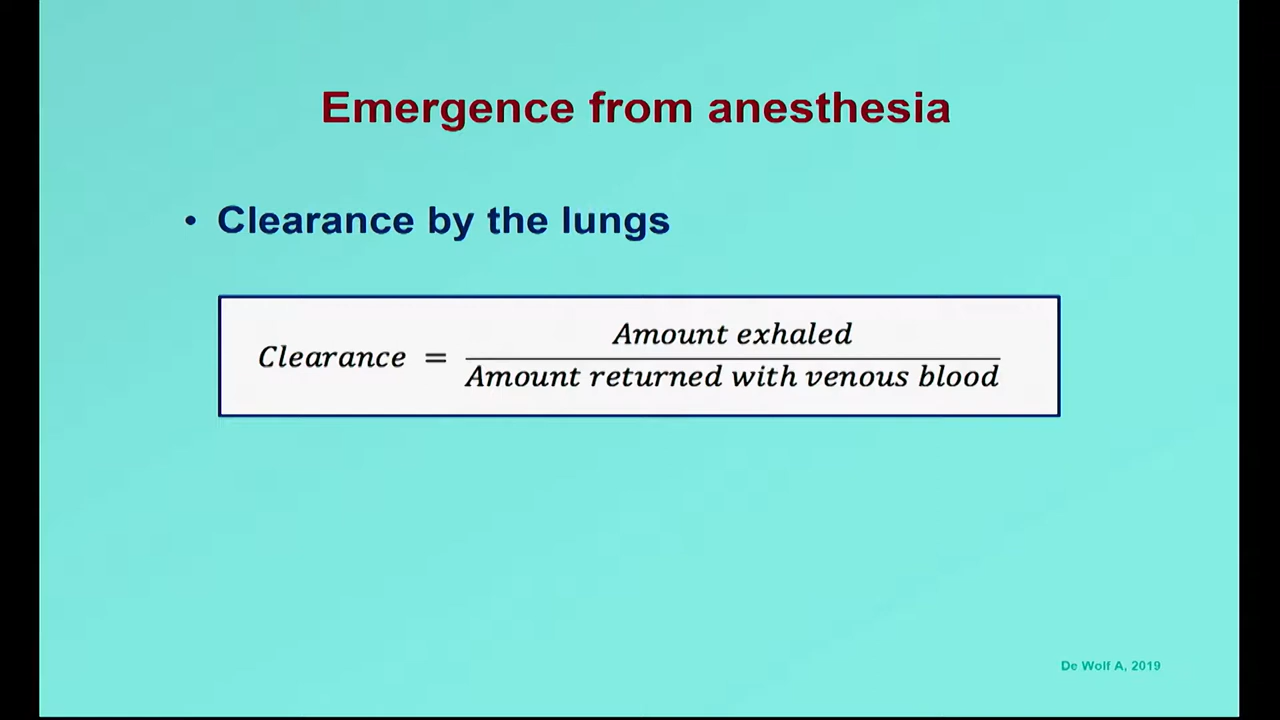 Emergence from anesthesia
• Clearance by the lungs
Clearance = Amount exhaled / Amount returned with venous blood
De Wolf A, 2019